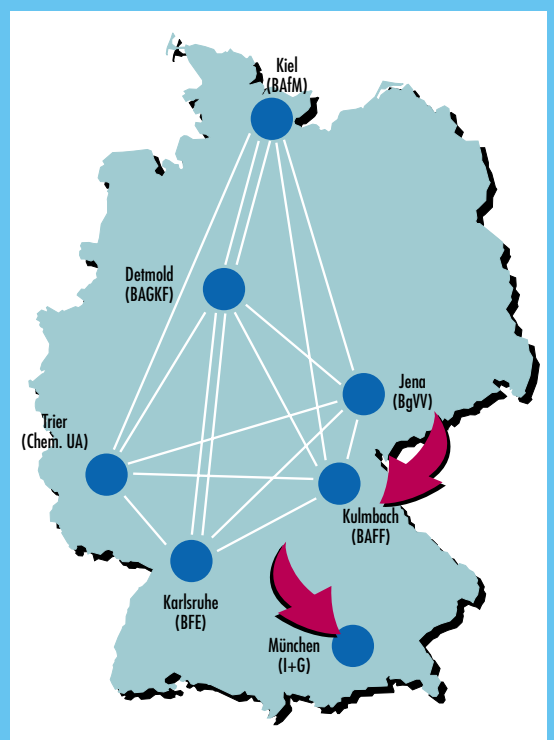 Kiel
(BAfM)
Detmold
(BAGKF)
Jena
(BgVV)
Trier
(Chem. UA)
Kulmbach
(BAFF)
Karlsruhe
(BFE)
München
(I+G)